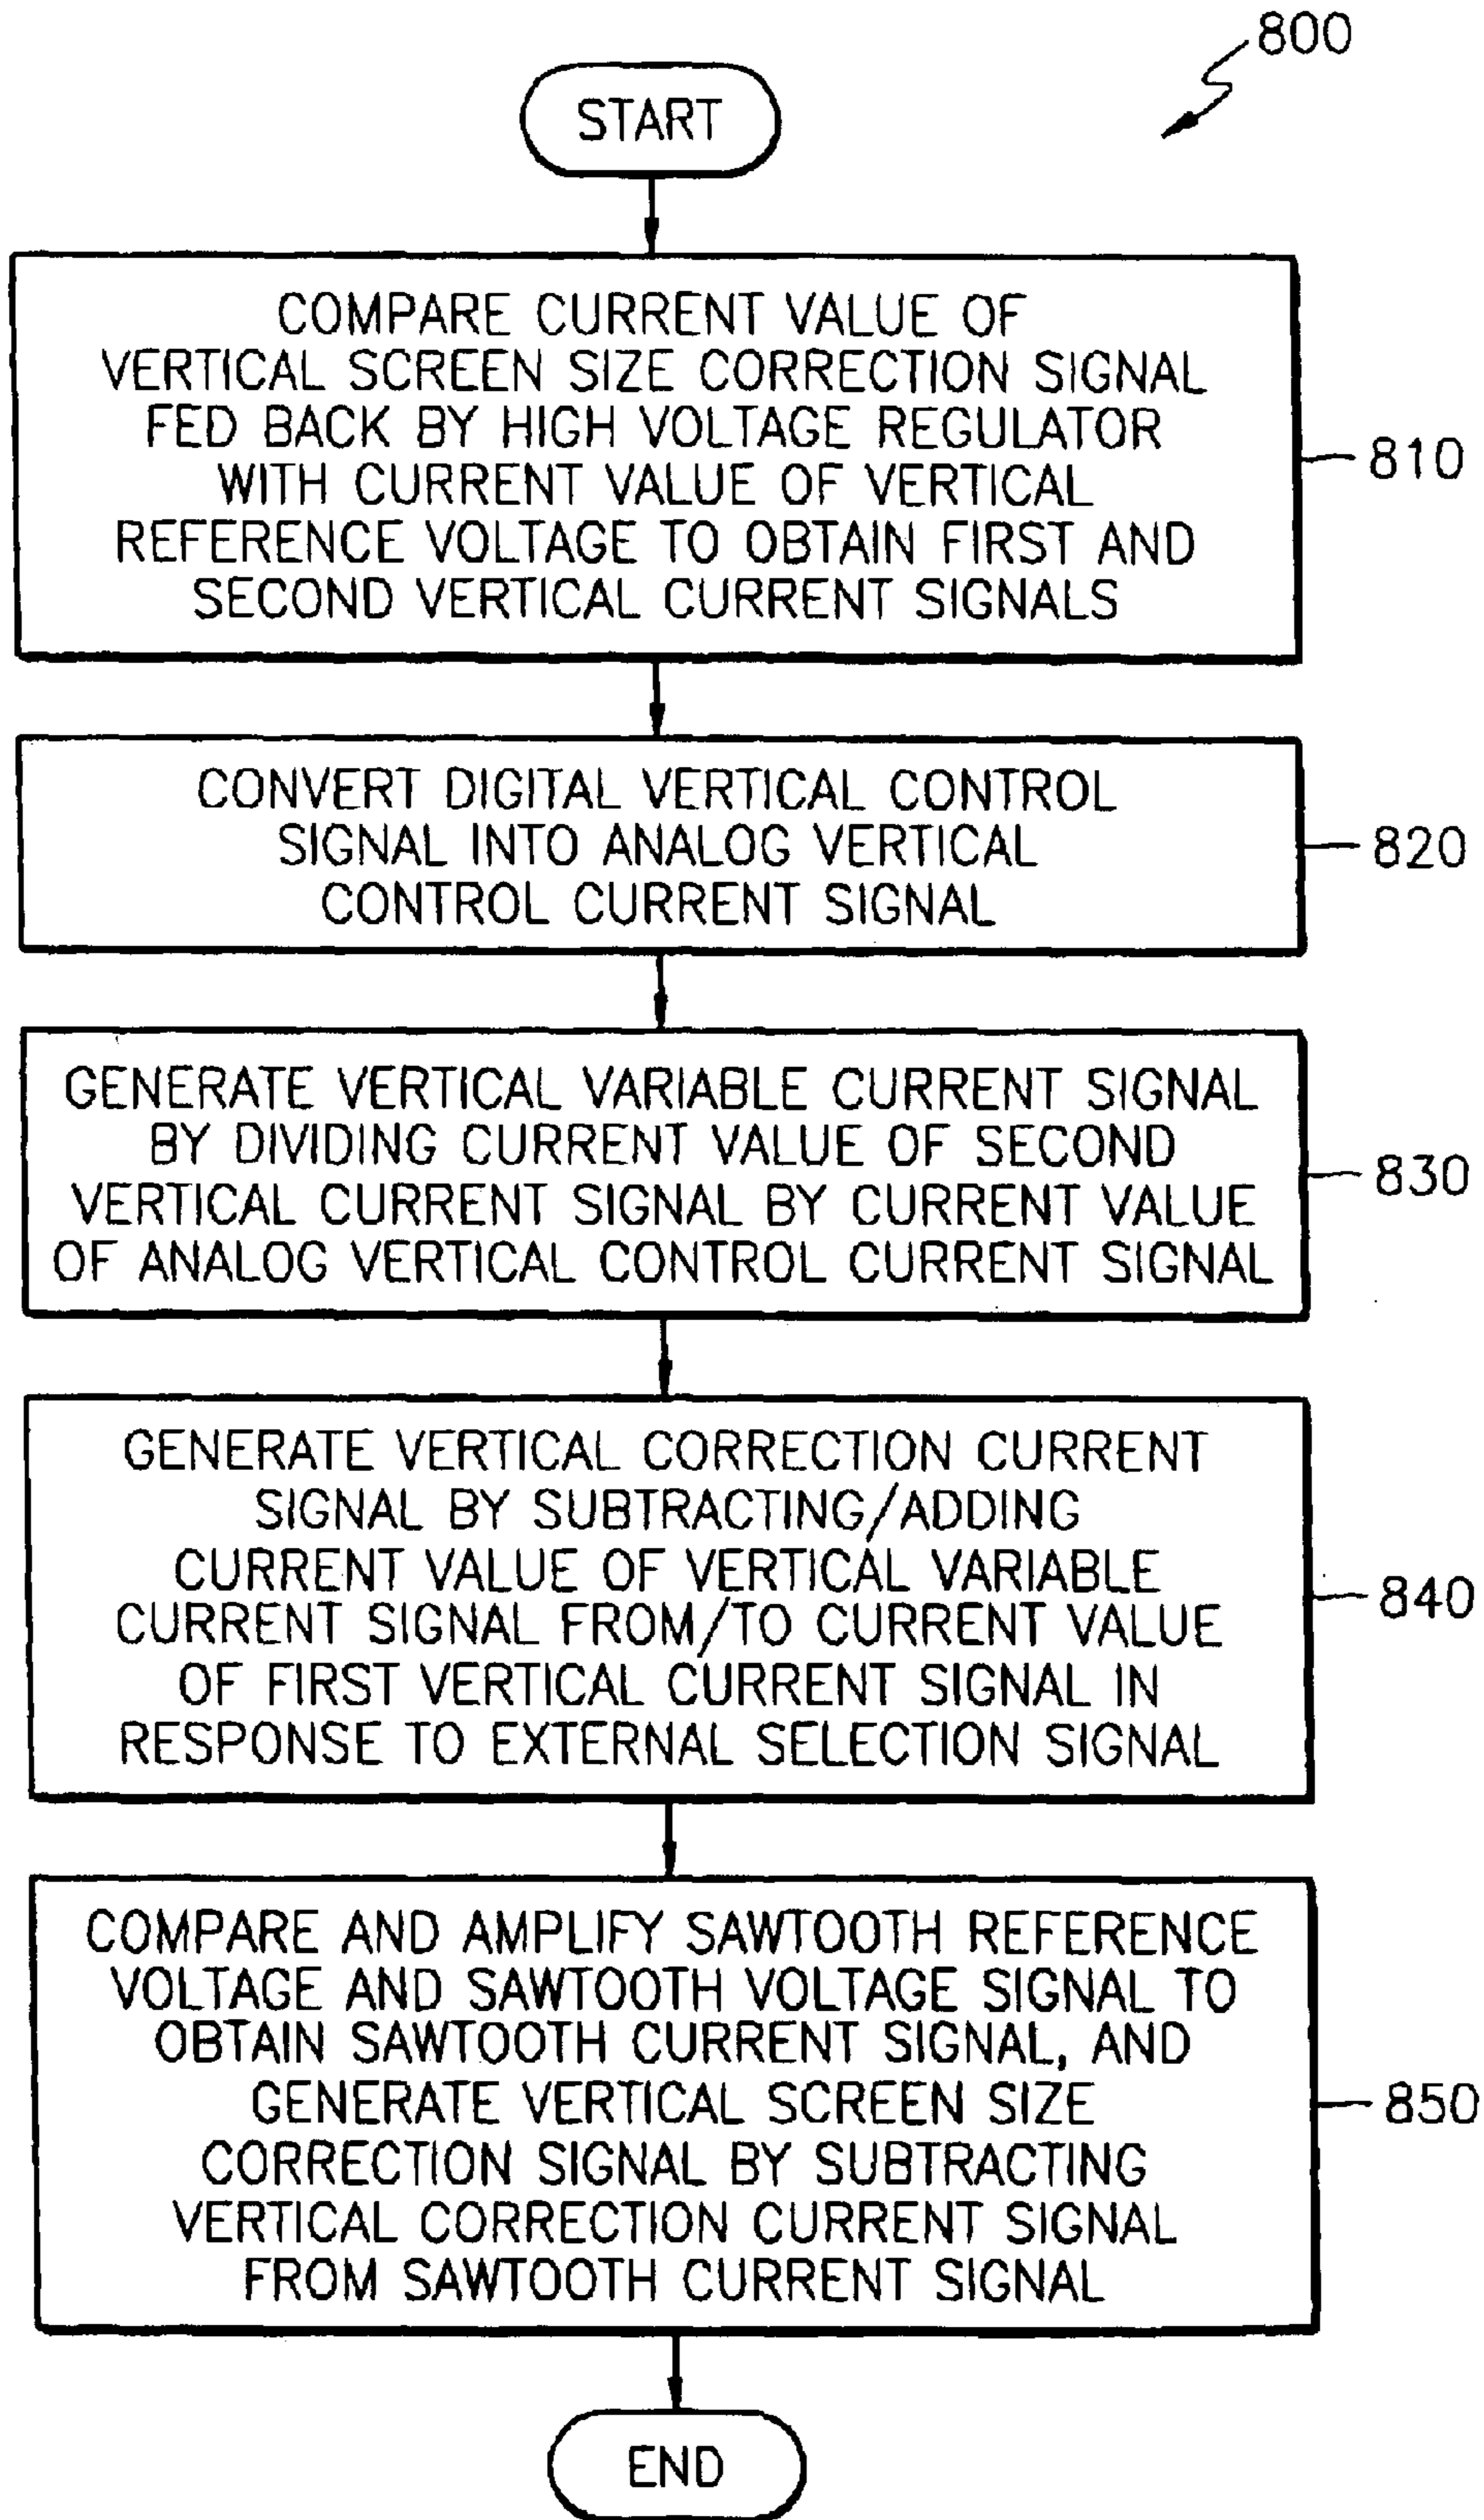 800
START
COMPARE CURRENT VALUE OF
VERTICAL SCREEN SIZE CORRECTION SIGNAL
FED BACK BY HIGH VOLTAGE REGULATOR
WITH CURRENT VALUE OF VERTICAL
REFERENCE VOLTAGE TO OBTAIN FIRST AND
SECOND VERTICAL CURRENT SIGNALS
810
CONVERT DIGITAL VERTICAL CONTROL
SIGNAL INTO ANALOG VERTICAL
CONTROL CURRENT SIGNAL
820
GENERATE VERTICAL VARIABLE CURRENT SIGNAL
BY DIVIDING CURRENT VALUE OF SECOND
VERTICAL CURRENT SIGNAL BY CURRENT VALUE
OF ANALOG VERTICAL CONTROL CURRENT SIGNAL
830
GENERATE VERTICAL CORRECTION CURRENT
SIGNAL BY SUBTRACTING/ADDING
CURRENT VALUE OF VERTICAL VARIABLE
CURRENT SIGNAL FROM/TO CURRENT VALUE
OF FIRST VERTICAL CURRENT SIGNAL IN
RESPONSE TO EXTERNAL SELECTION SIGNAL
840
COMPARE AND AMPLIFY SAWTOOTH REFERENCE
VOLTAGE AND SAWTOOTH VOLTAGE SIGNAL TO
OBTAIN SAWTOOTH CURRENT SIGNAL, AND
GENERATE VERTICAL SCREEN SIZE
CORRECTION SIGNAL BY SUBTRACTING
VERTICAL CORRECTION CURRENT SIGNAL
FROM SAWTOOTH CURRENT SIGNAL
850
END